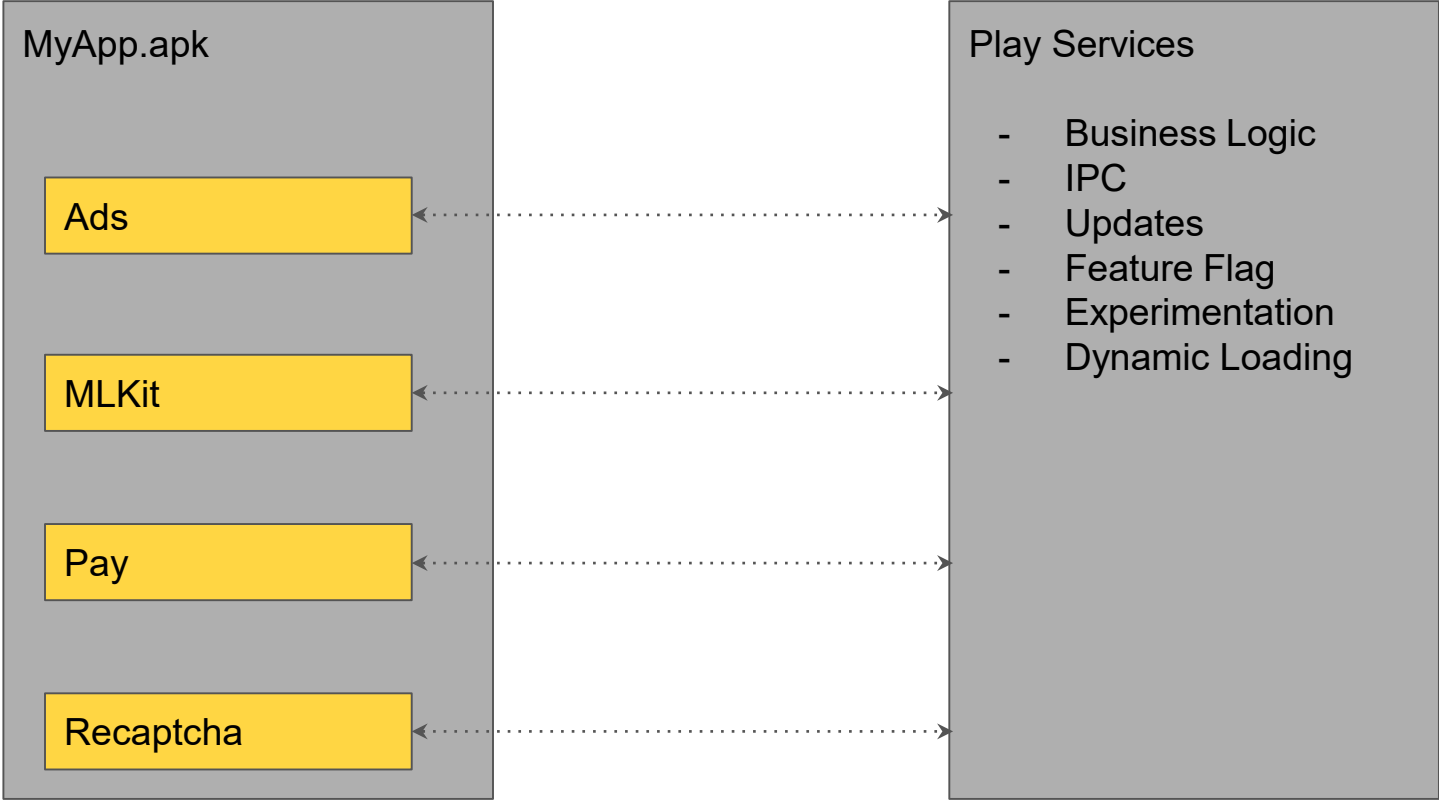 MyApp.apk
Ads
MLKit
Pay
Recaptcha
Play Services
- Business Logic
- IPC
- Updates
- Feature Flag
- Experimentation
- Dynamic Loading